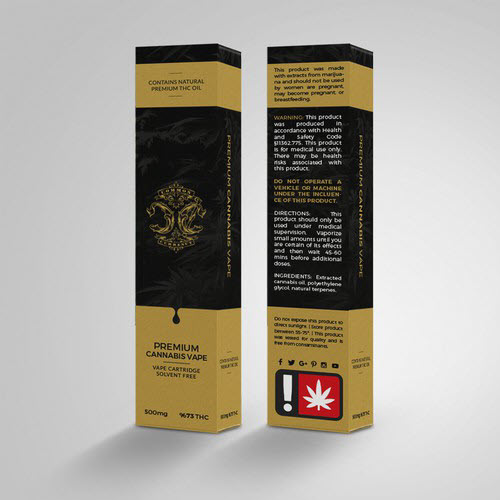 CONTAINS NATURAL
PREMIUM THC OIL
PREMIUM
CANNABIS VAPE
VAPE CARTRIDGE
SOLVENT FREE
500mg %73 THC
PREMIUM CANNABIS VAPE
This product was made
with extracts from marijua-
na and should not be used
by women are pregnant,
may become pregnant, or
breastfeeding.
WARNING: This product
was produced in
accordance with Health
and Safety Code
§11362.775. This product
is for medical use only.
There may be health
risks associated with
this product.
DO NOT OPERATE A
VEHICLE OR MACHINE
UNDER THE INFLUEN-
CE OF THIS PRODUCT.
DIRECTIONS: This
product should only be
used under medical
supervision. Vaporize
small amounts until you
are certain of its effects
and then wait 45-60
mins before additional
doses.
INGREDIENTS: Extracted
cannabis oil, polyethylene
glycol, natural terpenes.
Do not expose this product to
direct sunligns | Store product
between 55-75°. | This product
was tested for quality and is
free from contaminants.
!
PREMIUM CANNABIS VAPE